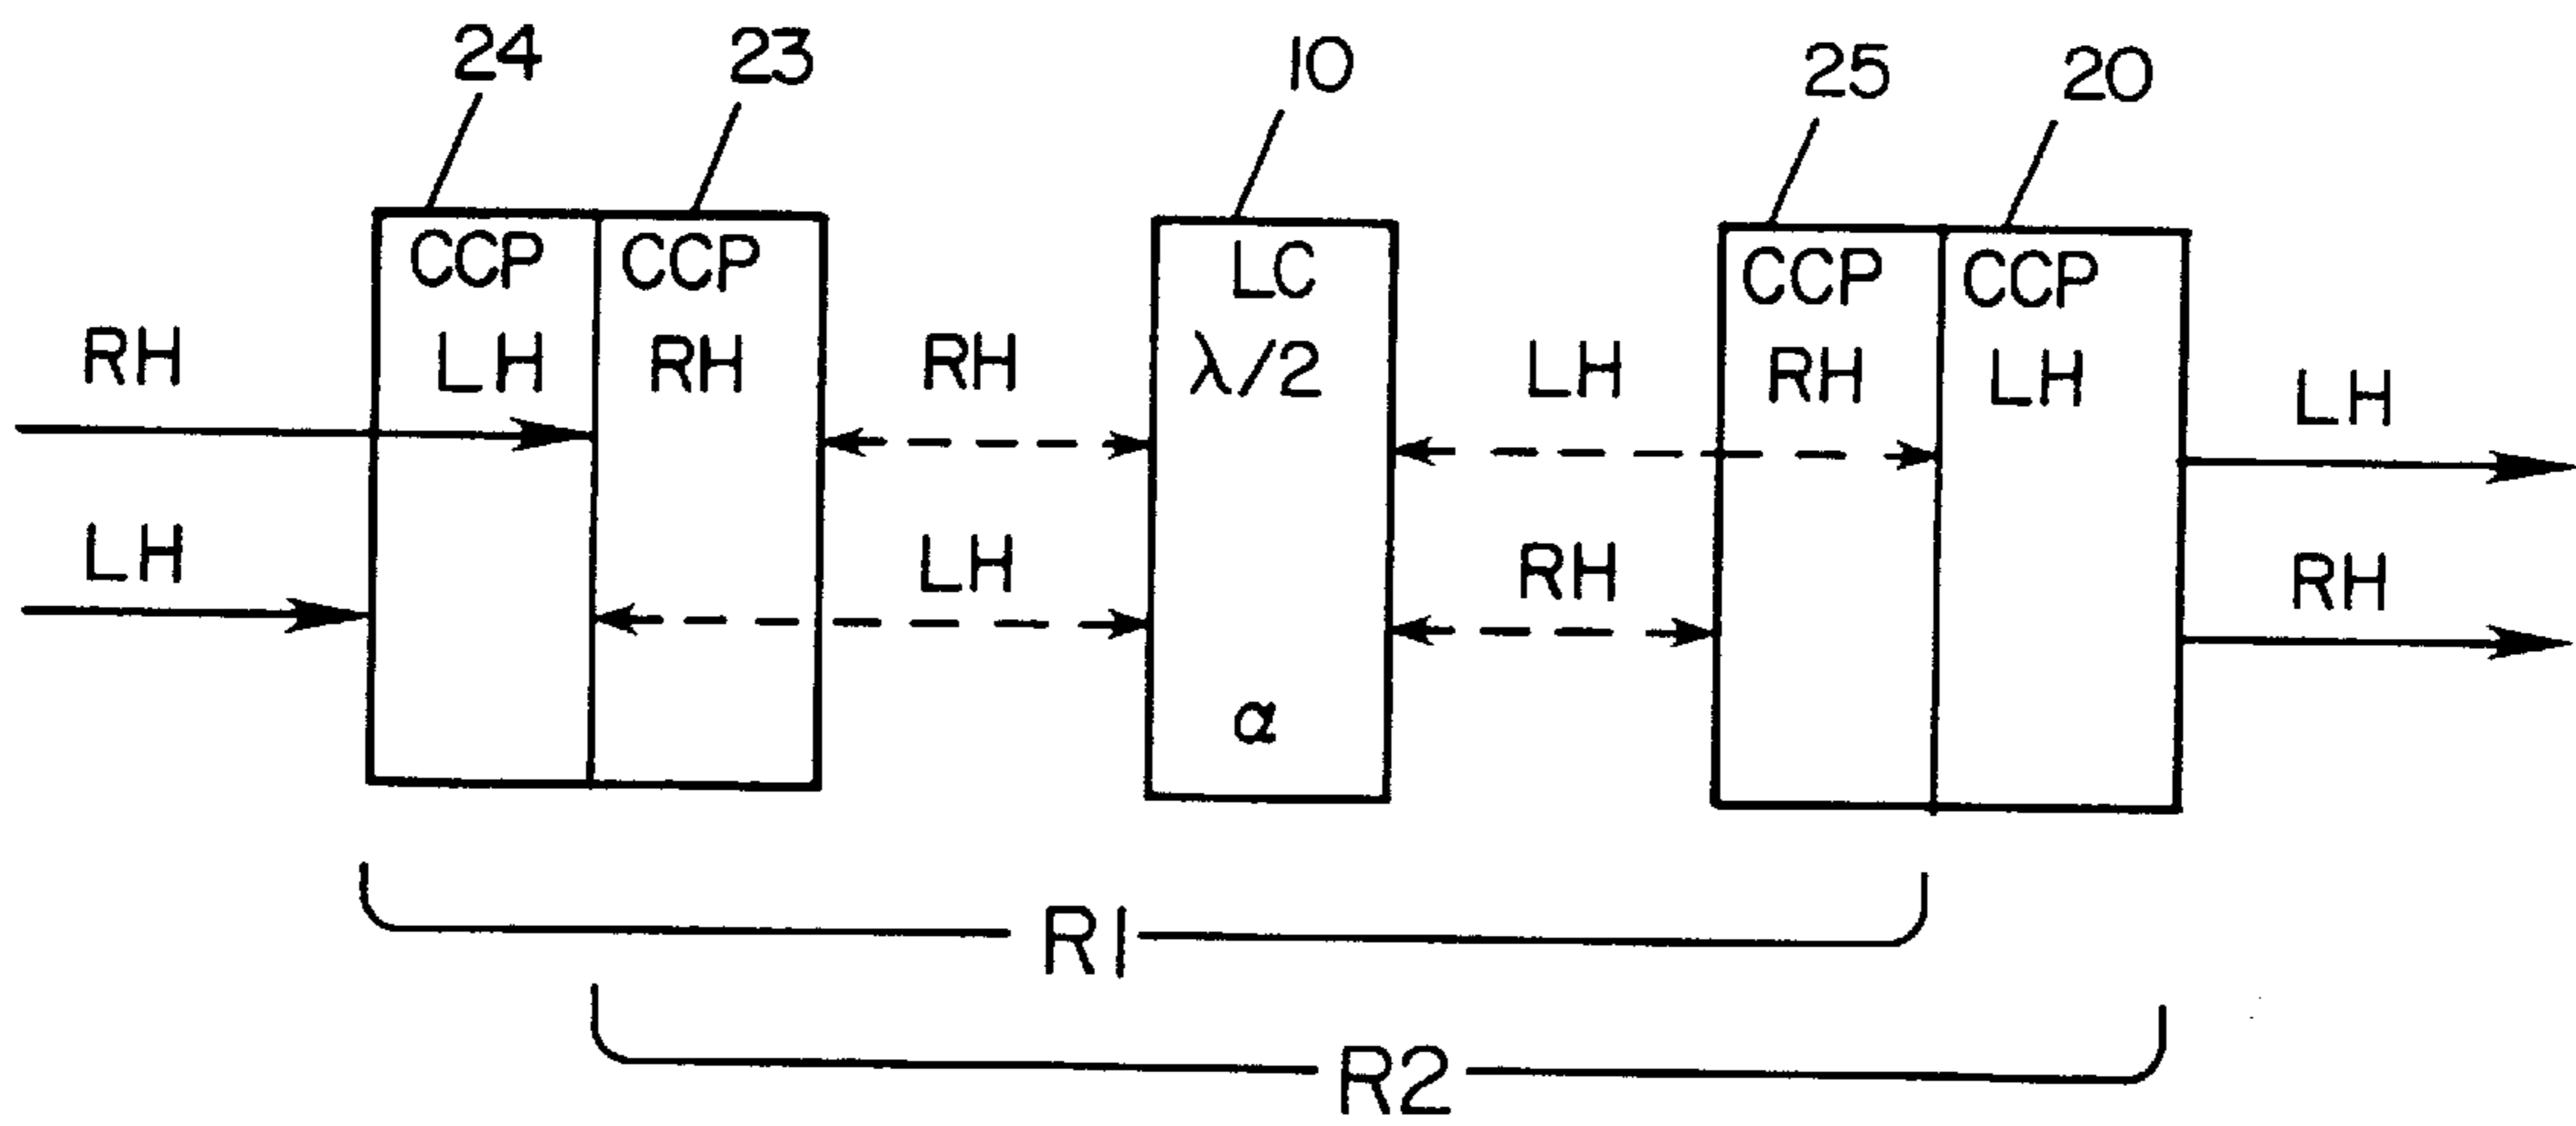 24 23 10 25 20
CCP CCP LC CCP CCP
RH LH RH RH λ/2 LH RH LH LH
LH LH RH RH
α
R1
R2